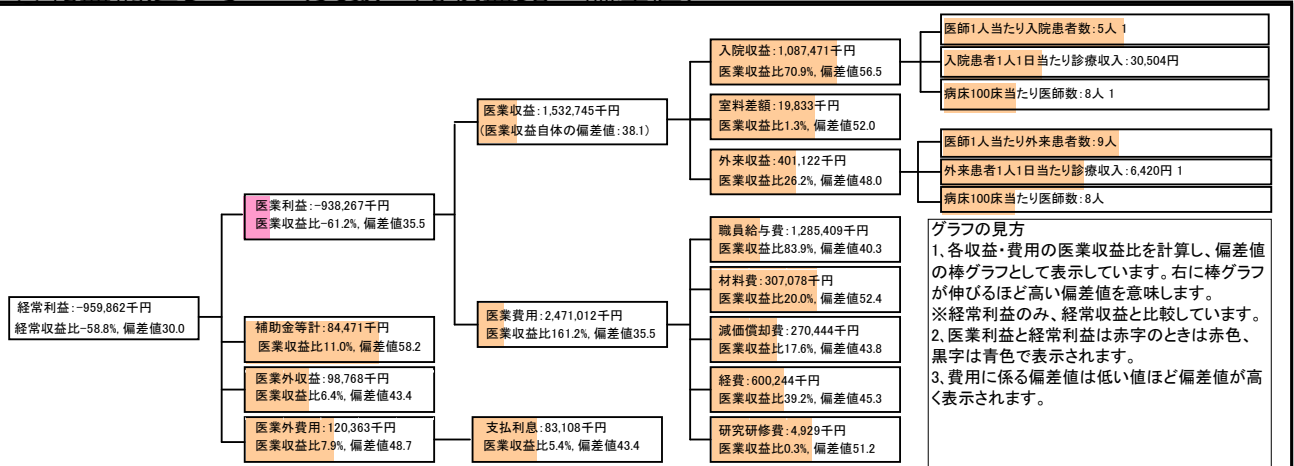 経常利益:-959,862千円
経常収益比-58.8%, 偏差値30.0
医業利益:-938,267千円
医業収益比-61.2%, 偏差値35.5
補助金等計:84,471千円
医業収益比11.0%, 偏差値58.2
医業外収益:98,768千円
医業収益比6.4%, 偏差値43.4
医業外費用:120,363千円
医業収益比7.9%, 偏差値48.7
医業収益:1,532,745千円
(医業収益自体の偏差値:38.1)
医業費用:2,471,012千円
医業収益比161.2%, 偏差値35.5
支払利息:83,108千円
医業収益比5.4%, 偏差値43.4
入院収益:1,087,471千円
医業収益比70.9%, 偏差値56.5
室料差額:19,833千円
医業収益比1.3%, 偏差値52.0
外来収益:401,122千円
医業収益比26.2%, 偏差値48.0
職員給与費:1,285,409千円
医業収益比83.9%, 偏差値40.3
材料費:307,078千円
医業収益比20.0%, 偏差値52.4
減価償却費:270,444千円
医業収益比17.6%, 偏差値43.8
経費:600,244千円
医業収益比39.2%, 偏差値45.3
研究研修費:4,929千円
医業収益比0.3%, 偏差値51.2
医師1人当たり入院患者数:5人 1
入院患者1人1日当たり診療収入:30,504円
病床100床当たり医師数:8人 1
医師1人当たり外来患者数:9人
外来患者1人1日当たり診療収入:6,420円 1
病床100床当たり医師数:8人
グラフの見方
1、各収益・費用の医業収益比を計算し、偏差値
の棒グラフとして表示しています。右に棒グラフ
が伸びるほど高い偏差値を意味します。
※経常利益のみ、経常収益と比較しています。
2、医業利益と経常利益は赤字のときは赤色、
黒字は青色で表示されます。
3、費用に係る偏差値は低い値ほど偏差値が高
く表示されます。